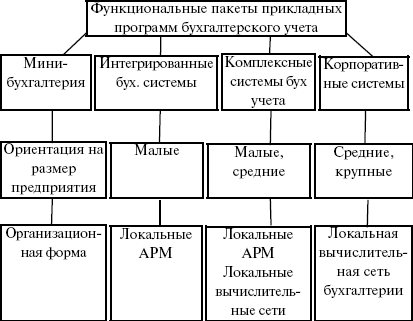 Функциональные пакеты прикладных
программ бухгалтерского учета
Мини-
бухгалтерия
Интегрированные
бух. системы
Комплексные
системы бух
учета
Корпоратив-
ные системы
Ориентация на
размер
предприятия
Малые
Малые,
средние
Средние,
крупные
Организацион-
ная форма
Локальные
АРМ
Локальные
АРМ
Локальные
вычислитель-
ные сети
Локальная
вычислитель-
ная сеть
бухгалтерии